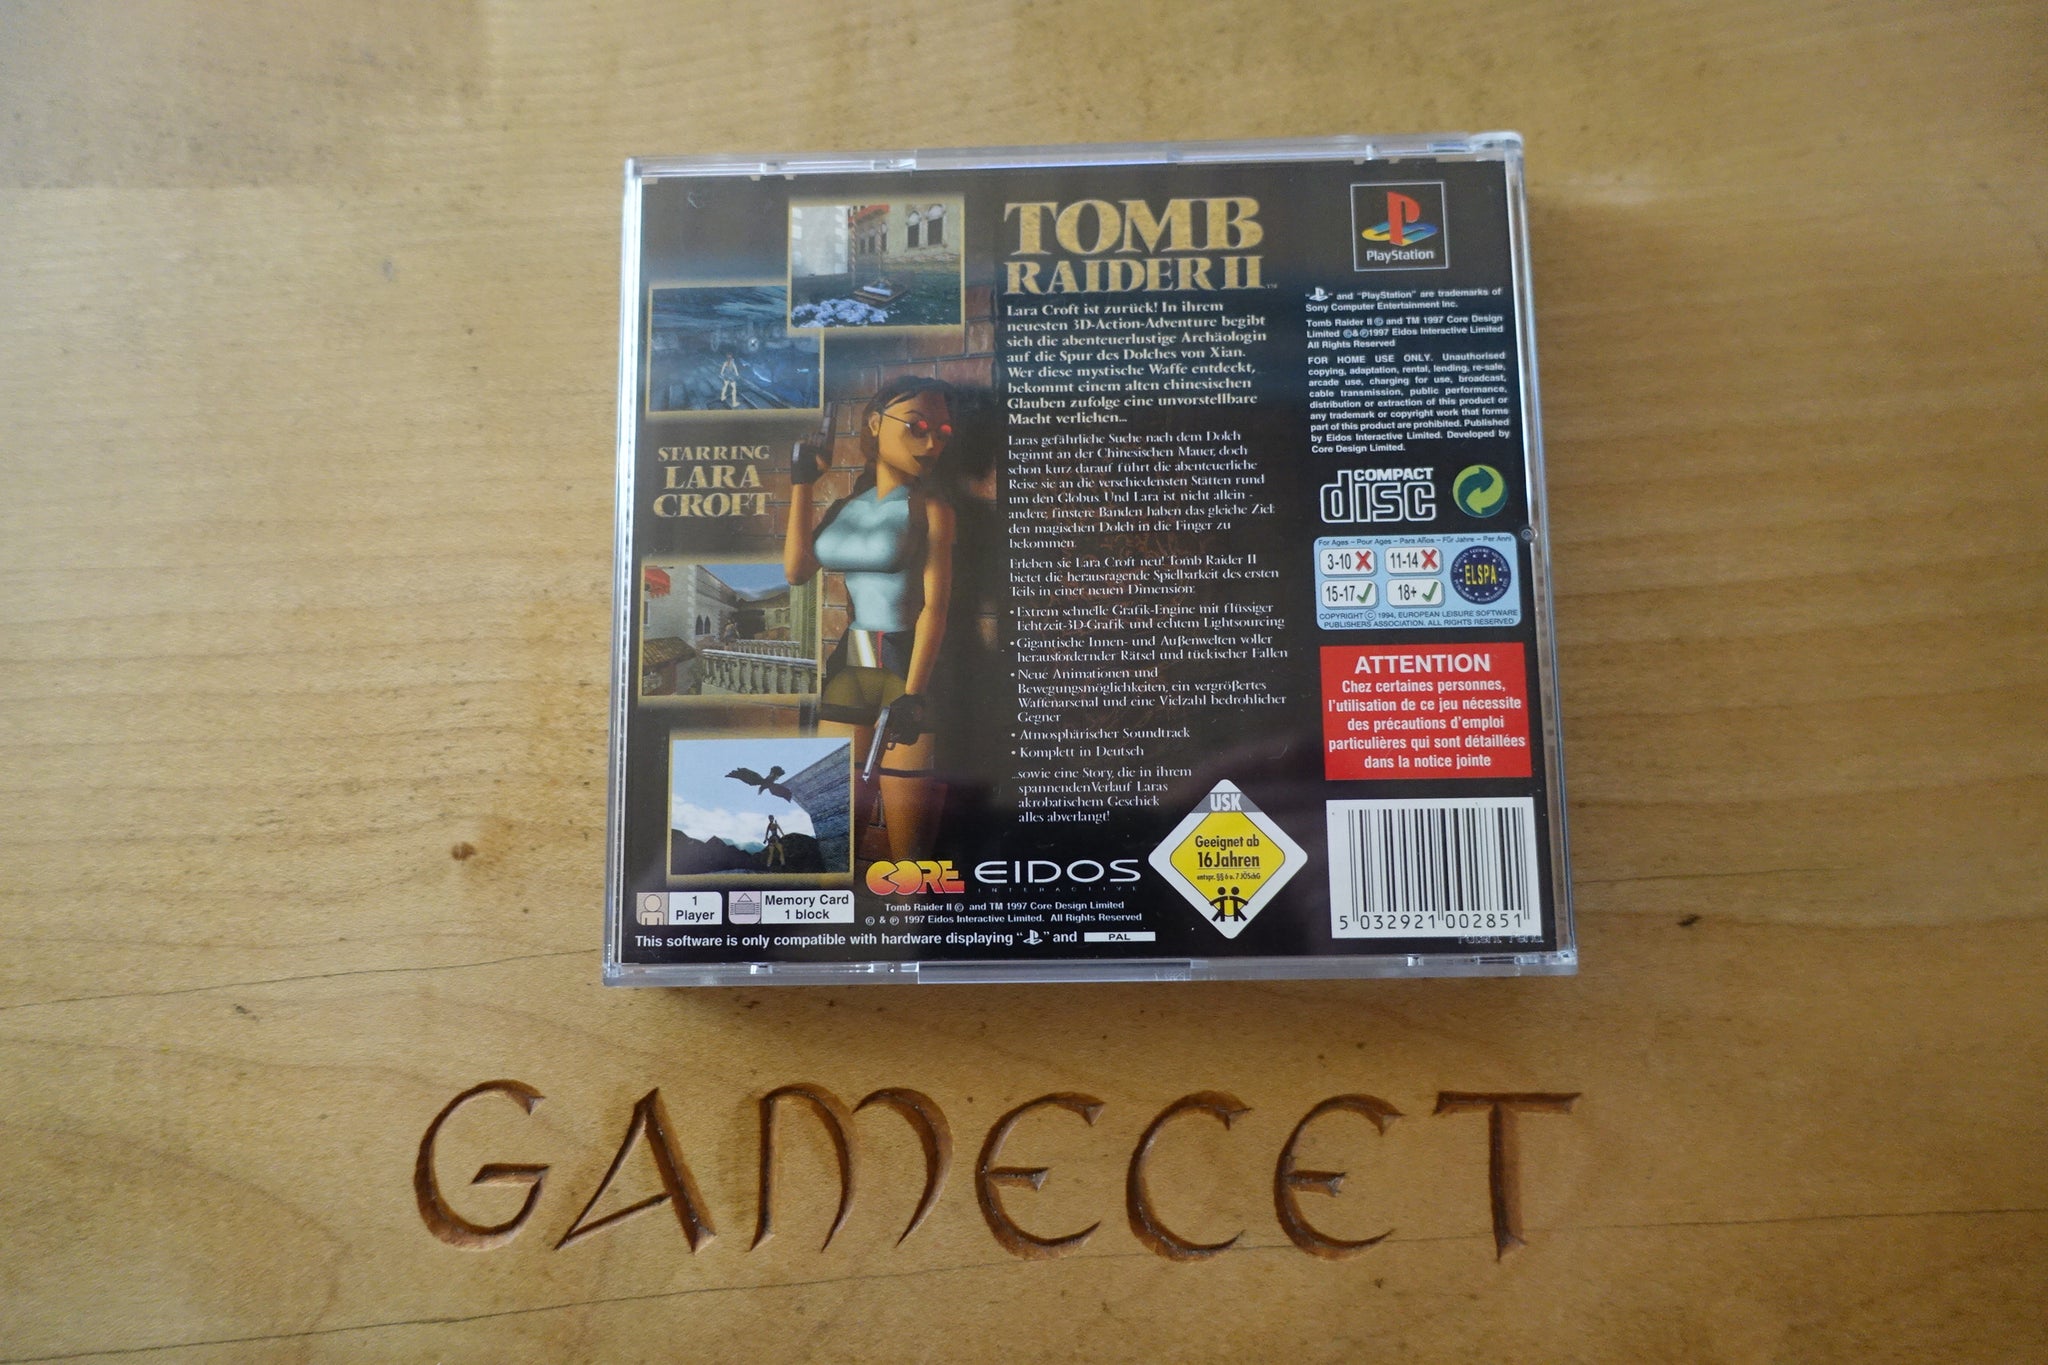 TOMB
RAIDER II™
Lara Croft ist zurück! In ihrem
neuesten 3D-Action-Adventure begibt
sich die abenteuerlustige Archäologin
auf die Spur des Dolches von Xian.
Wer diese mystische Waffe entdeckt,
bekommt einem alten chinesischen
Glauben zufolge eine unvorstellbare
Macht verliehen...
Laras gefährliche Suche nach dem Dolch
beginnt an der Chinesischen Mauer, doch
schon kurz darauf führt die abenteuerliche
Reise sie an die verschiedensten Stätten rund
um den Globus. Und Lara ist nicht allein -
andere, finstere Banden haben das gleiche Ziel:
den magischen Dolch in die Finger zu
bekommen.
Erleben sie Lara Croft neu! Tomb Raider II
bietet die herausragende Spielbarkeit des ersten
Teils in einer neuen Dimension:
• Extrem schnelle Grafik-Engine mit flüssiger
Echtzeit-3D-Grafik und echtem Lightsourcing
• Gigantische Innen- und Außenwelten voller
herausfordernder Rätsel und tückischer Fallen
• Neue Animationen und
Bewegungsmöglichkeiten, ein vergrößertes
Waffenarsenal und eine Vielzahl bedrohlicher
Gegner
• Atmosphärischer Soundtrack
• Komplett in Deutsch
...sowie eine Story, die in ihrem
spannenden Verlauf Laras
akrobatischem Geschick
alles abverlangt!
STARRING
LARA
CROFT
PlayStation
" " and "PlayStation" are trademarks of
Sony Computer Entertainment Inc.
Tomb Raider II © and TM 1997 Core Design
Limited ©&℗1997 Eidos Interactive Limited
All Rights Reserved
FOR HOME USE ONLY. Unauthorised
copying, adaptation, rental, lending, re-sale,
arcade use, charging for use, broadcast,
cable transmission, public performance,
distribution or extraction of this product or
any trademark or copyright work that forms
part of this product are prohibited. Published
by Eidos Interactive Limited. Developed by
Core Design Limited.
COMPACT
disc
For Ages – Pour Ages – Para Años – Für Jahre – Per Anni
3-10 11-14
15-17 18+
ELSPA
COPYRIGHT © 1994, EUROPEAN LEISURE SOFTWARE
PUBLISHERS ASSOCIATION. ALL RIGHTS RESERVED
ATTENTION
Chez certaines personnes,
l'utilisation de ce jeu nécessite
des précautions d'emploi
particulières qui sont détaillées
dans la notice jointe
USK
Geeignet ab
16 Jahren
entspr. §§ 6 u. 7 JÖSchG
CORE EIDOS
INTERACTIVE
Tomb Raider II © and TM 1997 Core Design Limited
© & ℗ 1997 Eidos Interactive Limited. All Rights Reserved
1
Player
Memory Card
1 block
This software is only compatible with hardware displaying " " and PAL
5 032921 002851
GAMECET